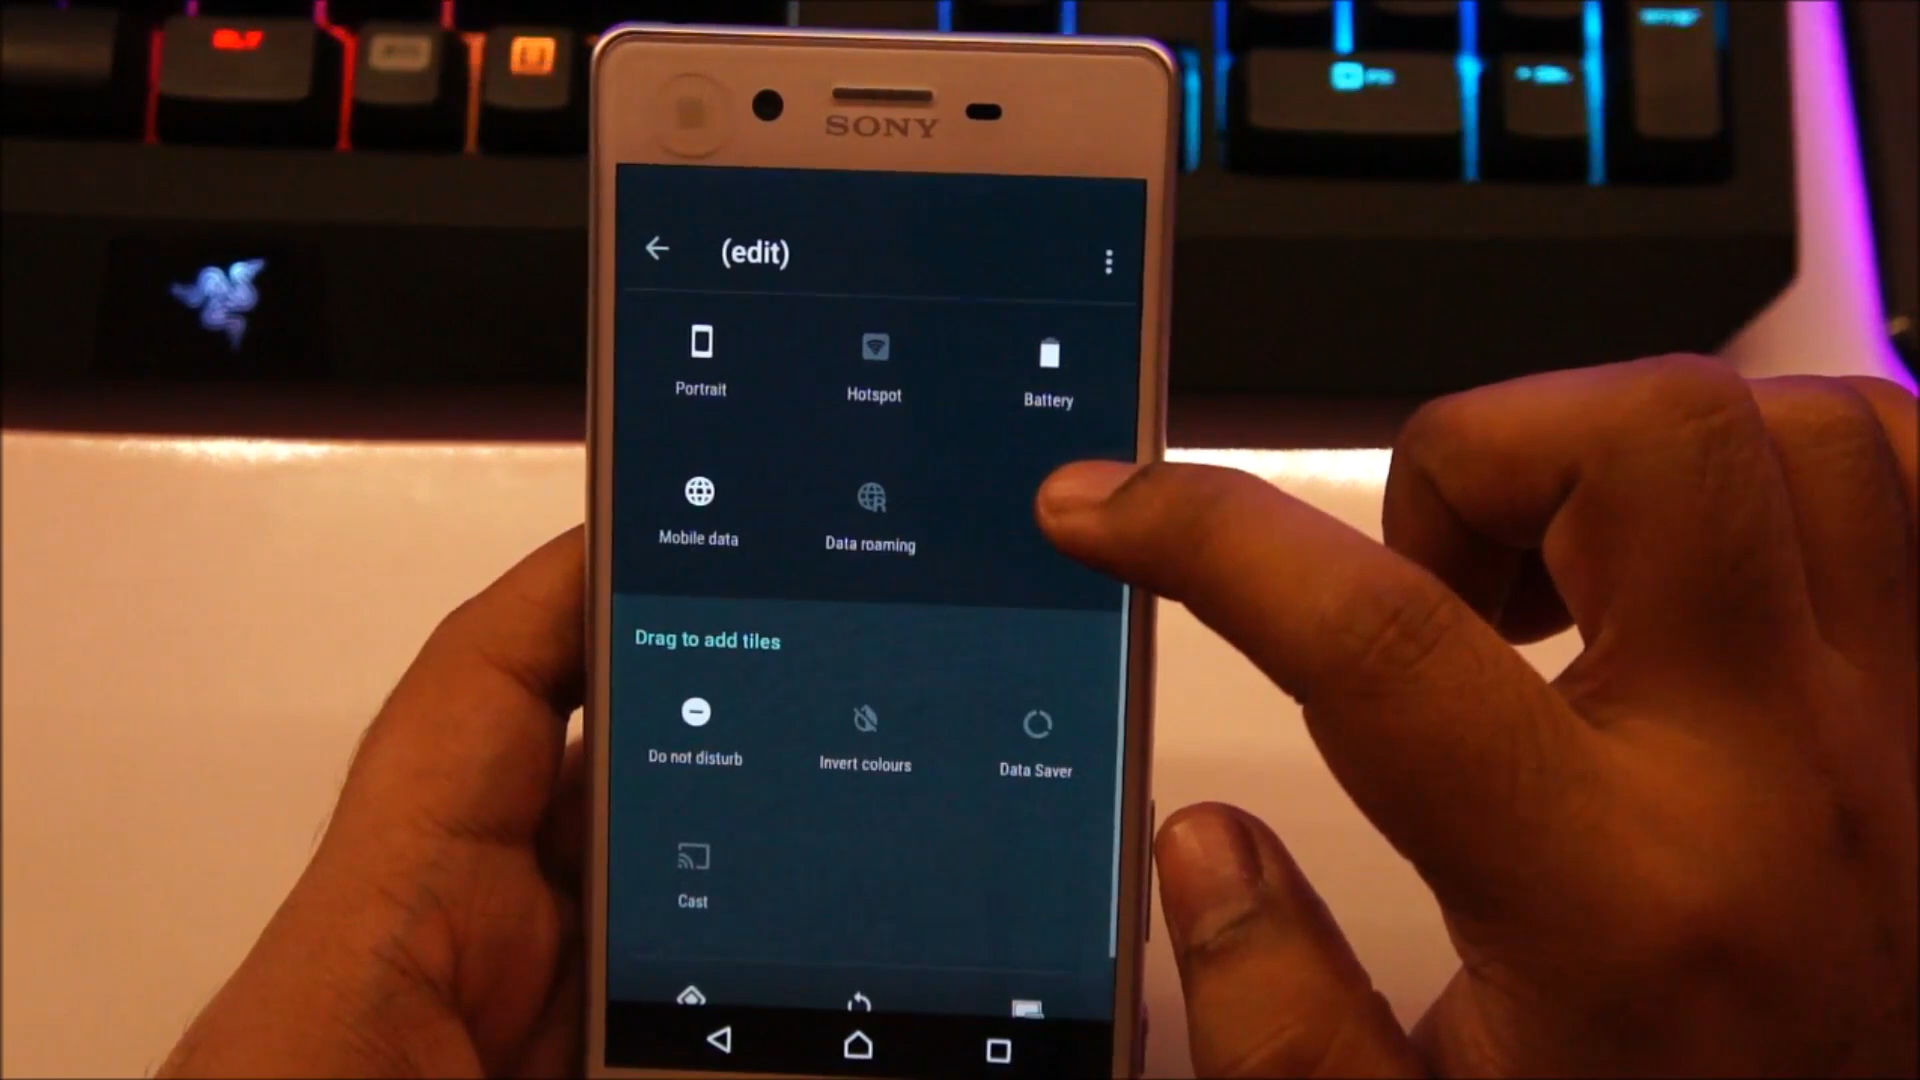 SONY
(edit)
Portrait
Hotspot
Battery
Mobile data
Data roaming
Drag to add tiles
Do not disturb
Invert colours
Data Saver
Cast